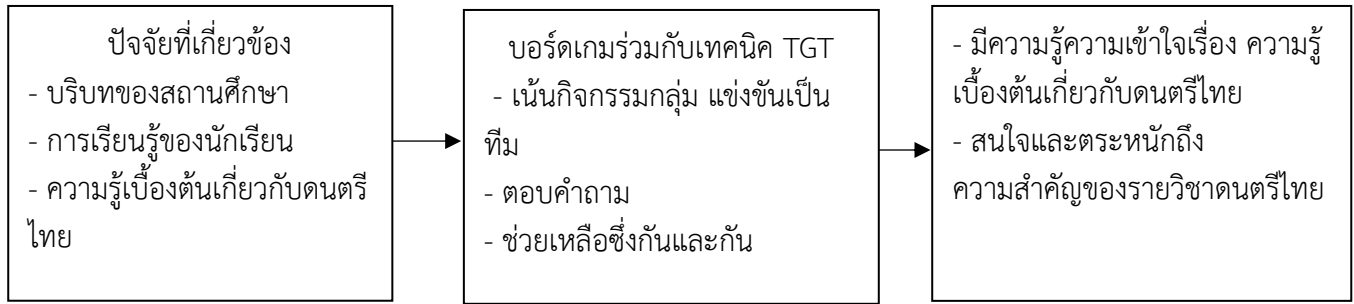 ปัจจัยที่เกี่ยวข้อง
- บริบทของสถานศึกษา
- การเรียนรู้ของนักเรียน
- ความรู้เบื้องต้นเกี่ยวกับดนตรี
ไทย
บอร์ดเกมร่วมกับเทคนิค TGT
- เน้นกิจกรรมกลุ่ม แข่งขันเป็น
ทีม
- ตอบคำถาม
- ช่วยเหลือซึ่งกันและกัน
- มีความรู้ความเข้าใจเรื่อง ความรู้
เบื้องต้นเกี่ยวกับดนตรีไทย
- สนใจและตระหนักถึง
ความสำคัญของรายวิชาดนตรีไทย